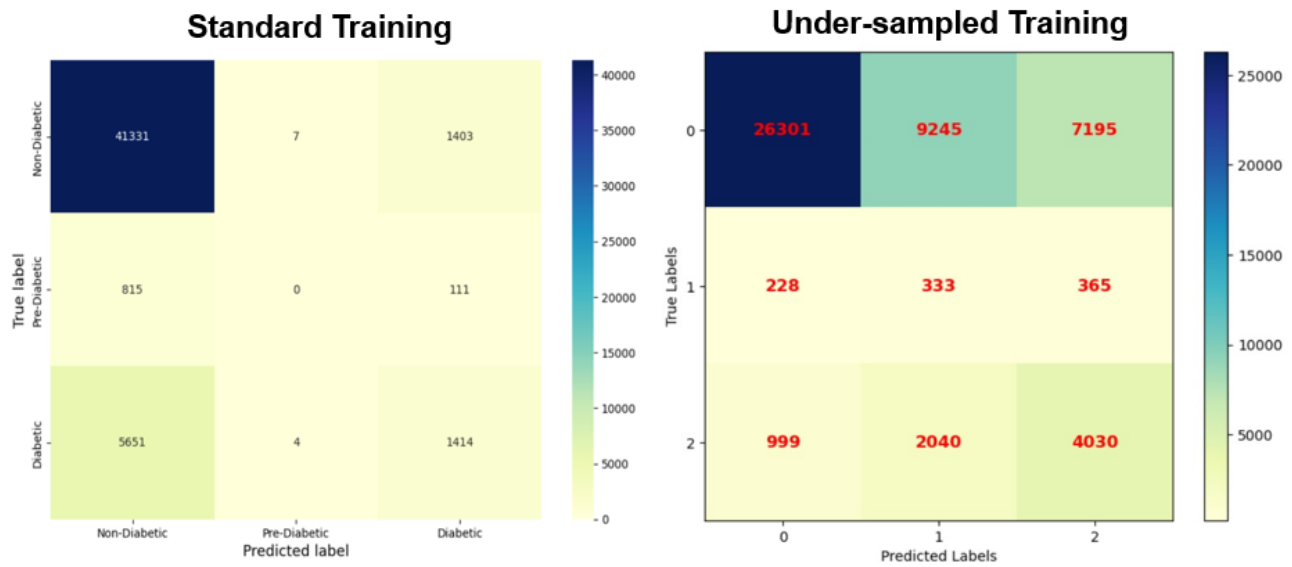 Standard Training
True label
Non-Diabetic
Pre-Diabetic
Diabetic
41331 7 1403
815 0 111
5651 4 1414
Non-Diabetic Pre-Diabetic Diabetic
Predicted label
40000
35000
30000
25000
20000
15000
10000
5000
0
Under-sampled Training
True Labels
0
1
2
26301 9245 7195
228 333 365
999 2040 4030
0 1 2
Predicted Labels
25000
20000
15000
10000
5000